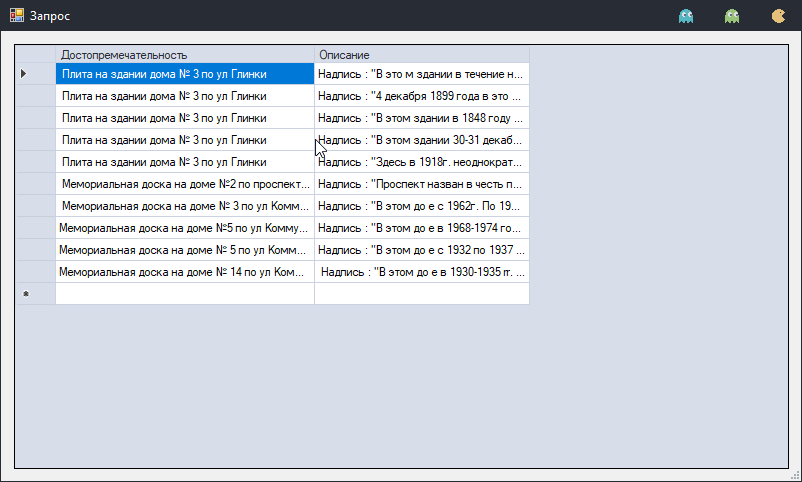 Запрос
Достопремечательность Описание
Плита на здании дома № 3 по ул Глинки Надпись : "В это м здании в течение н...
Плита на здании дома № 3 по ул Глинки Надпись : "4 декабря 1899 года в это ...
Плита на здании дома № 3 по ул Глинки Надпись : "В этом здании в 1848 году ...
Плита на здании дома № 3 по ул Глинки Надпись : "В этом здании 30-31 декаб...
Плита на здании дома № 3 по ул Глинки Надпись : "Здесь в 1918г. неоднократ...
Мемориальная доска на доме №2 по проспект... Надпись : "Проспект назван в честь п...
Мемориальная доска на доме № 3 по ул Комм... Надпись : "В этом до е с 1962г. По 19...
Мемориальная доска на доме №5 по ул Комму... Надпись : "В этом до е в 1968-1974 го...
Мемориальная доска на доме № 5 по ул Комм... Надпись : "В этом до е с 1932 по 1937 ...
Мемориальная доска на доме № 14 по ул Ком... Надпись : "В этом до е в 1930-1935 гг. ...